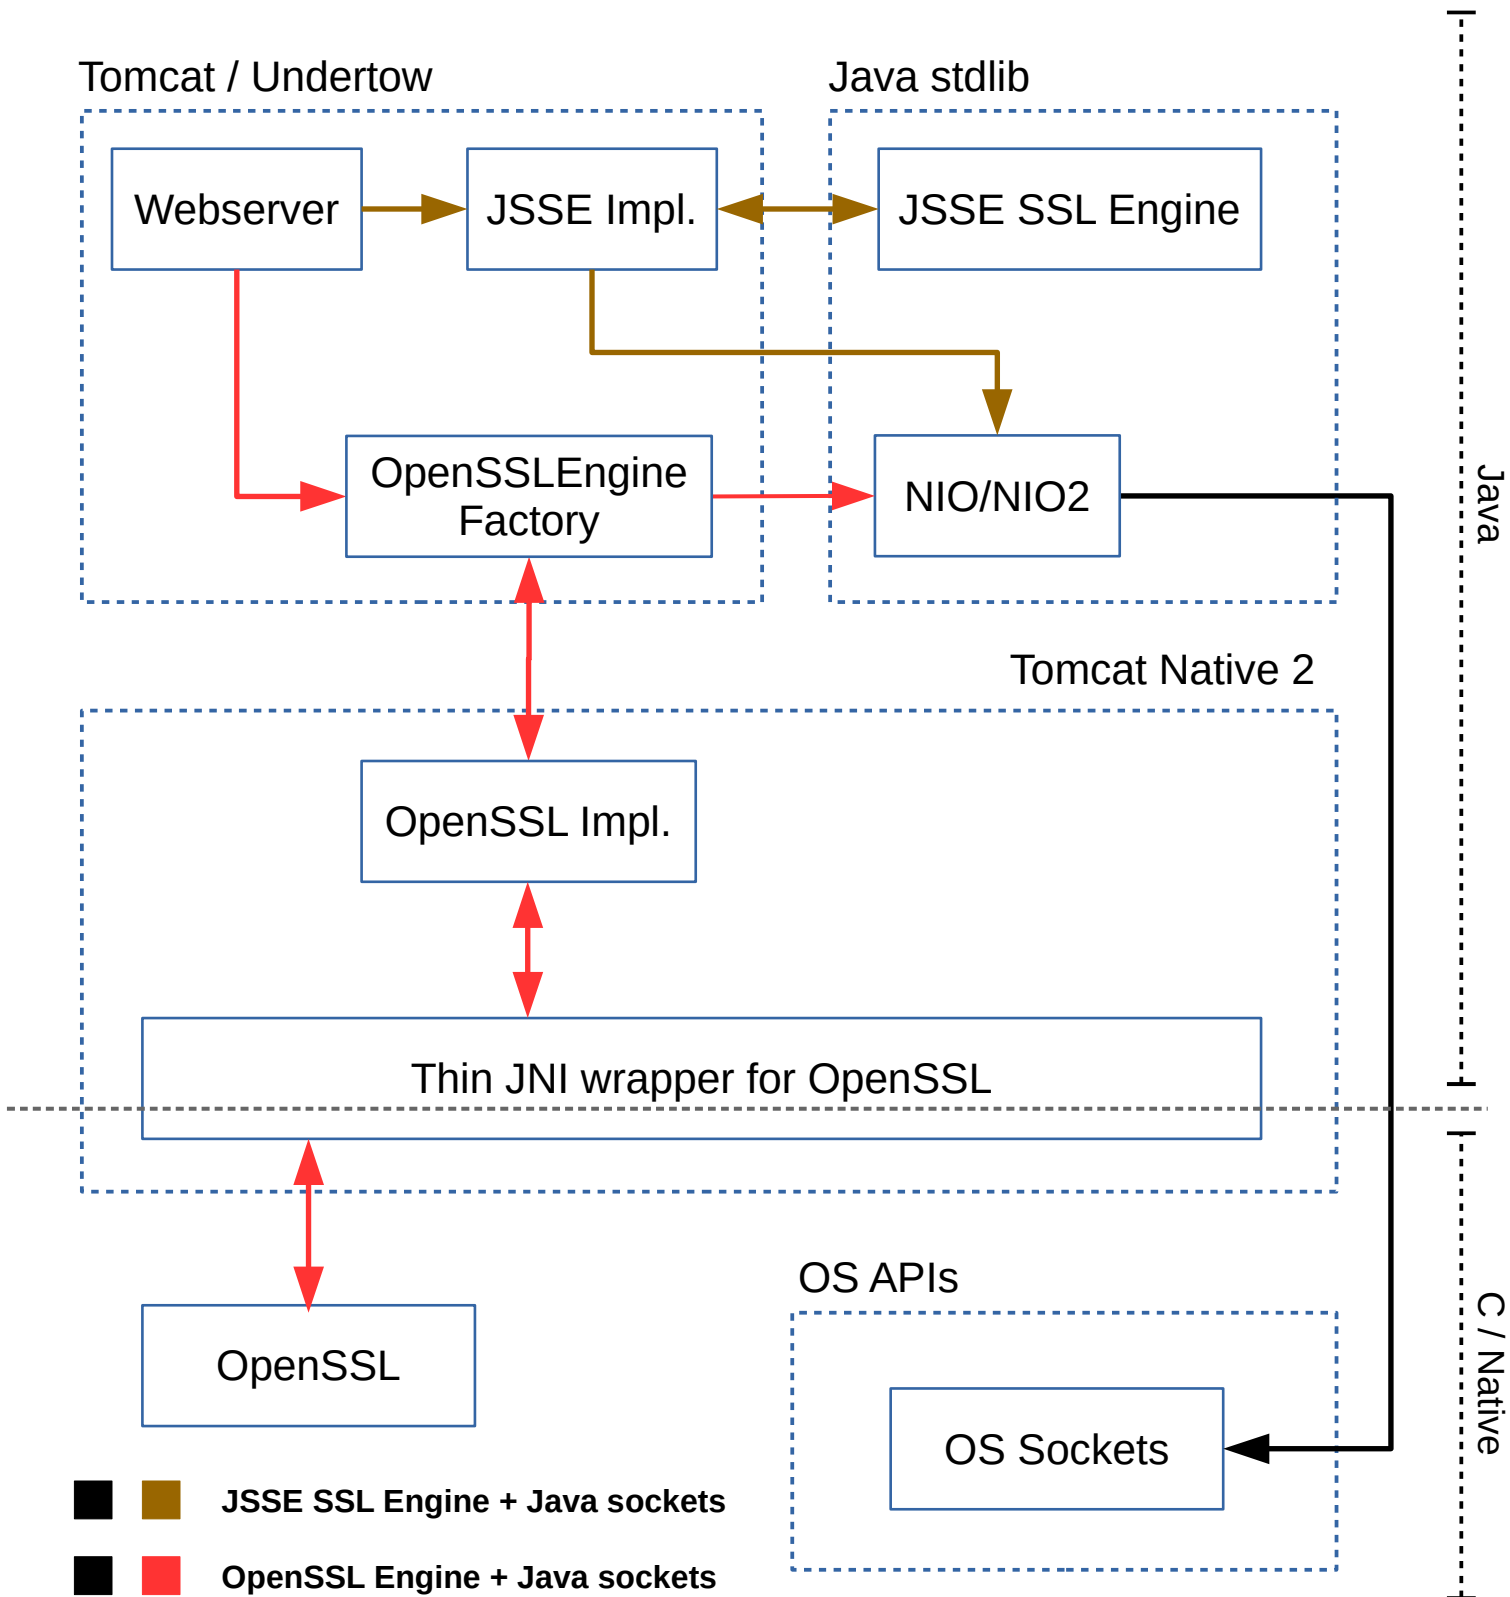 Tomcat / Undertow
Java stdlib
Webserver
JSSE Impl.
JSSE SSL Engine
OpenSSLEngine
Factory
NIO/NIO2
Java
Tomcat Native 2
OpenSSL Impl.
Thin JNI wrapper for OpenSSL
OS APIs
C / Native
OpenSSL
OS Sockets
JSSE SSL Engine + Java sockets
OpenSSL Engine + Java sockets